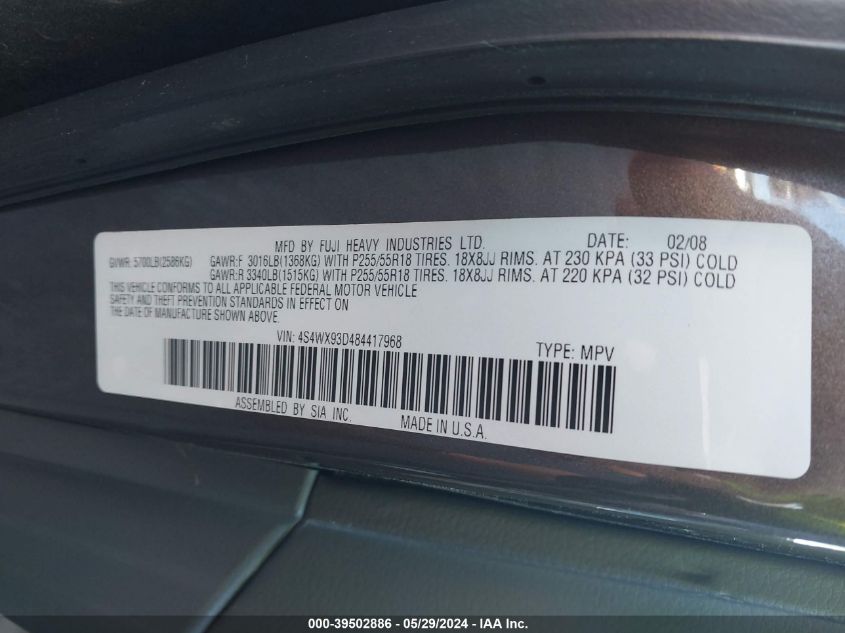 MFD BY FUJI HEAVY INDUSTRIES LTD. DATE: 02/08
GVWR: 5700LB(2586KG) GAWR:F 3016LB(1368KG) WITH P255/55R18 TIRES. 18X8JJ RIMS. AT 230 KPA (33 PSI) COLD
GAWR:R 3340LB(1515KG) WITH P255/55R18 TIRES. 18X8JJ RIMS. AT 220 KPA (32 PSI) COLD
THIS VEHICLE CONFORMS TO ALL APPLICABLE FEDERAL MOTOR VEHICLE
SAFETY AND THEFT PREVENTION STANDARDS IN EFFECT ON
THE DATE OF MANUFACTURE SHOWN ABOVE.
VIN: 4S4WX93D484417968 TYPE: MPV
ASSEMBLED BY SIA INC. MADE IN U.S.A.
000-39502886 - 05/29/2024 - IAA Inc.